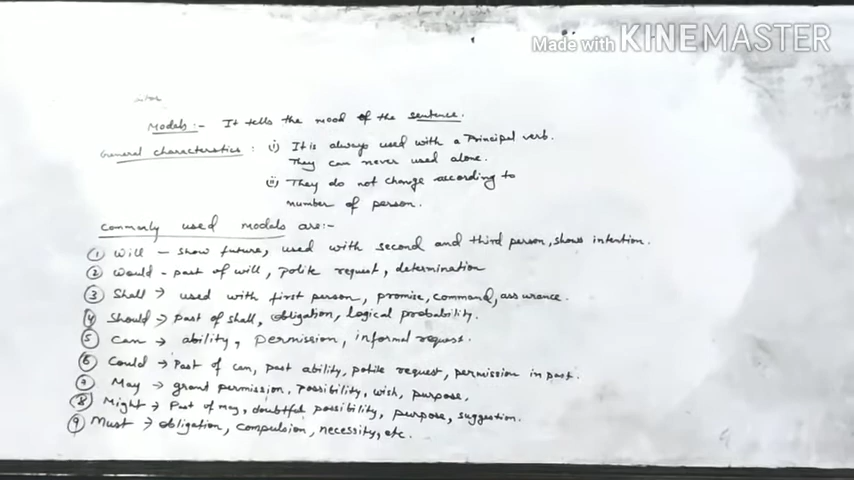 Made with KINEMASTER
Modals :- It tells the mood of the sentence.
General characteristics : (i) It is always used with a Principal verb.
They can never used alone.
(ii) They do not change according to
number of person.
Commonly used modals are:-
1 Will - show future, used with second and third person, shows intention.
2 Would - past of will, polite request, determination
3 Shall → used with first person, promise, command, assurance.
4 Should → past of shall, obligation, logical probability.
5 Can → ability, permission, informal request.
6 Could → Past of can, past ability, polite request, permission in past.
7 May → grant permission, possibility, wish, purpose,
8 Might → Past of may, doubtful possibility, purpose, suggestion.
9 Must → obligation, compulsion, necessity, etc.